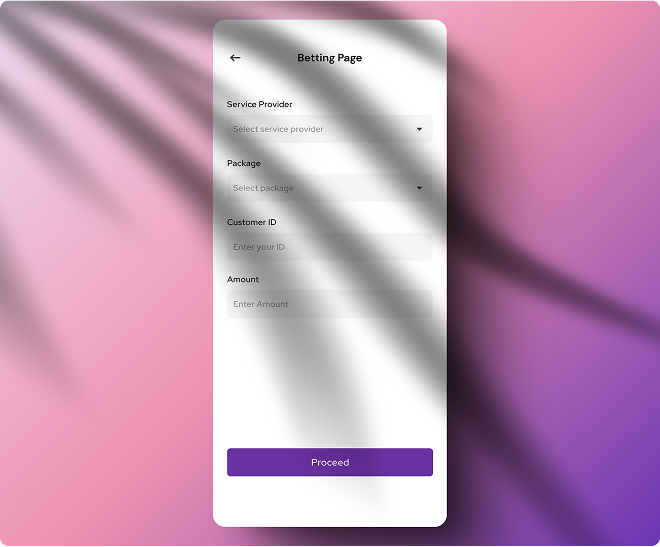 Betting Page
Service Provider
Select service provider
Package
Select package
Customer ID
Enter your ID
Amount
Enter Amount
Proceed